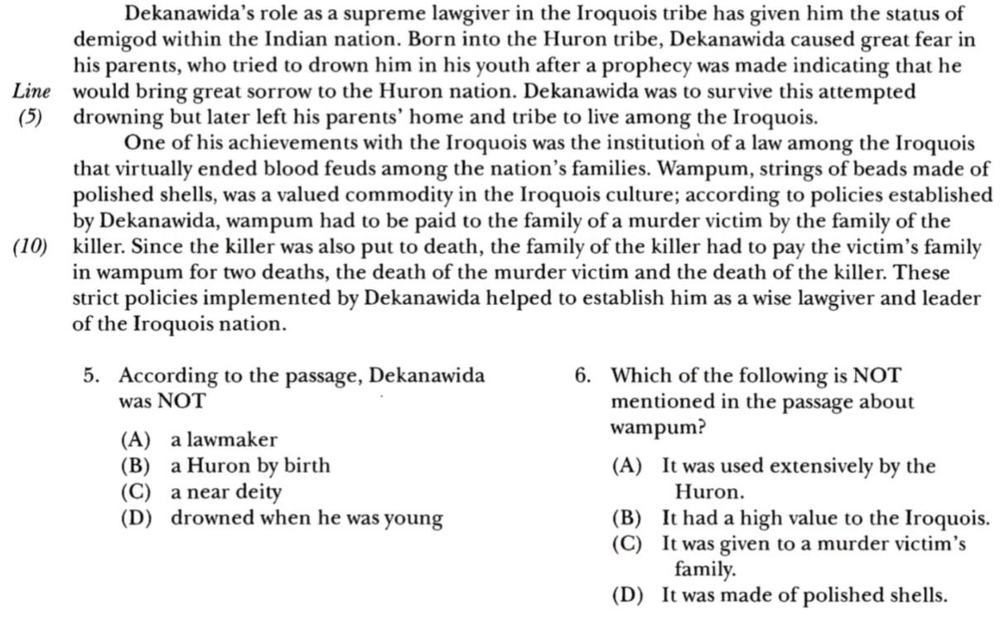 Dekanawida's role as a supreme lawgiver in the Iroquois tribe has given him the status of
demigod within the Indian nation. Born into the Huron tribe, Dekanawida caused great fear in
his parents, who tried to drown him in his youth after a prophecy was made indicating that he
Line would bring great sorrow to the Huron nation. Dekanawida was to survive this attempted
(5) drowning but later left his parents' home and tribe to live among the Iroquois.
One of his achievements with the Iroquois was the institution of a law among the Iroquois
that virtually ended blood feuds among the nation's families. Wampum, strings of beads made of
polished shells, was a valued commodity in the Iroquois culture; according to policies established
by Dekanawida, wampum had to be paid to the family of a murder victim by the family of the
(10) killer. Since the killer was also put to death, the family of the killer had to pay the victim's family
in wampum for two deaths, the death of the murder victim and the death of the killer. These
strict policies implemented by Dekanawida helped to establish him as a wise lawgiver and leader
of the Iroquois nation.
5. According to the passage, Dekanawida
was NOT
(A) a lawmaker
(B) a Huron by birth
(C) a near deity
(D) drowned when he was young
6. Which of the following is NOT
mentioned in the passage about
wampum?
(A) It was used extensively by the
Huron.
(B) It had a high value to the Iroquois.
(C) It was given to a murder victim's
family.
(D) It was made of polished shells.